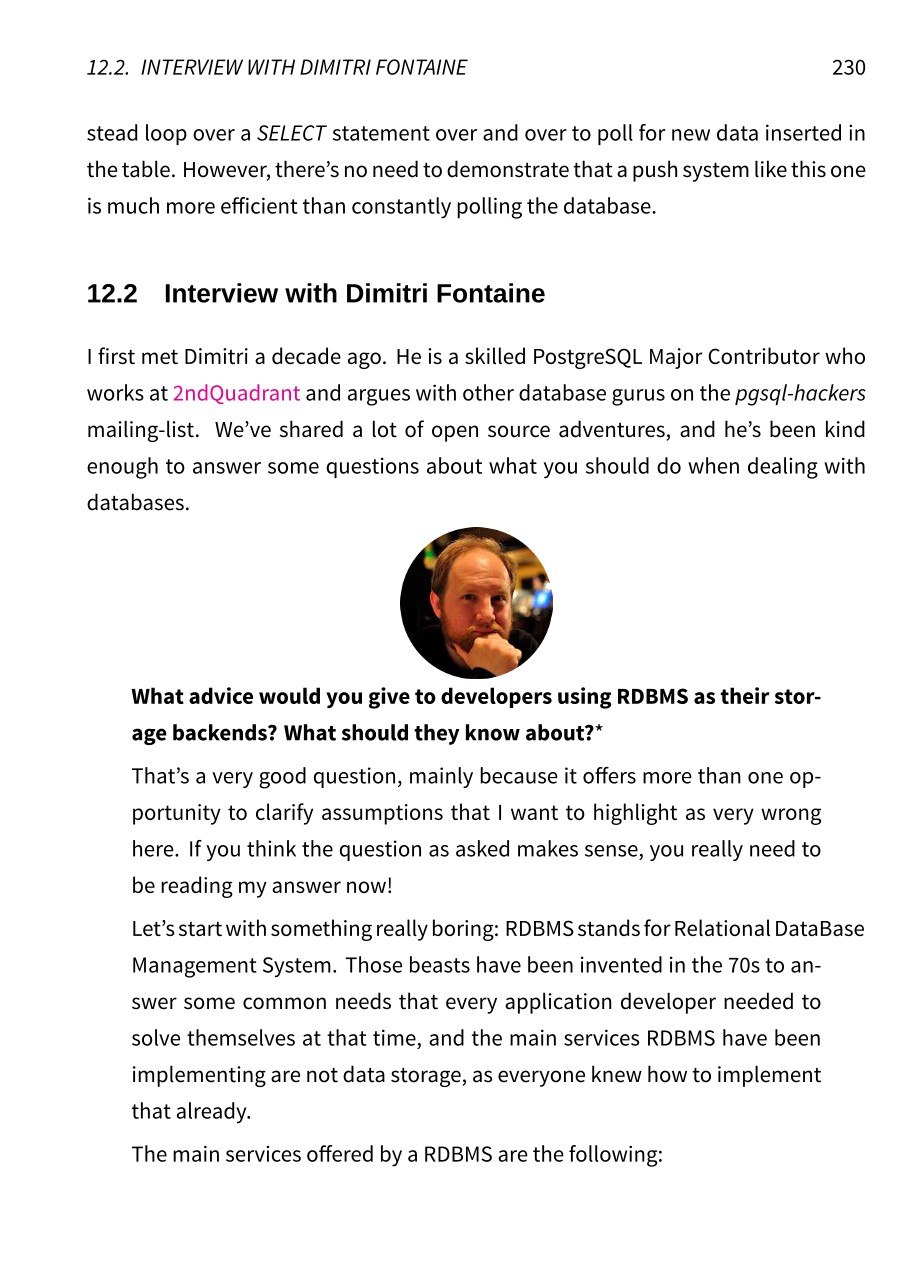 12.2. INTERVIEW WITH DIMITRI FONTAINE 230
stead loop over a SELECT statement over and over to poll for new data inserted in
the table. However, there’s no need to demonstrate that a push system like this one
is much more efficient than constantly polling the database.
12.2 Interview with Dimitri Fontaine
I first met Dimitri a decade ago. He is a skilled PostgreSQL Major Contributor who
works at 2ndQuadrant and argues with other database gurus on the pgsql-hackers
mailing-list. We’ve shared a lot of open source adventures, and he’s been kind
enough to answer some questions about what you should do when dealing with
databases.
What advice would you give to developers using RDBMS as their stor-
age backends? What should they know about?*
That’s a very good question, mainly because it offers more than one op-
portunity to clarify assumptions that I want to highlight as very wrong
here. If you think the question as asked makes sense, you really need to
be reading my answer now!
Let’s start with something really boring: RDBMS stands for Relational DataBase
Management System. Those beasts have been invented in the 70s to an-
swer some common needs that every application developer needed to
solve themselves at that time, and the main services RDBMS have been
implementing are not data storage, as everyone knew how to implement
that already.
The main services offered by a RDBMS are the following: